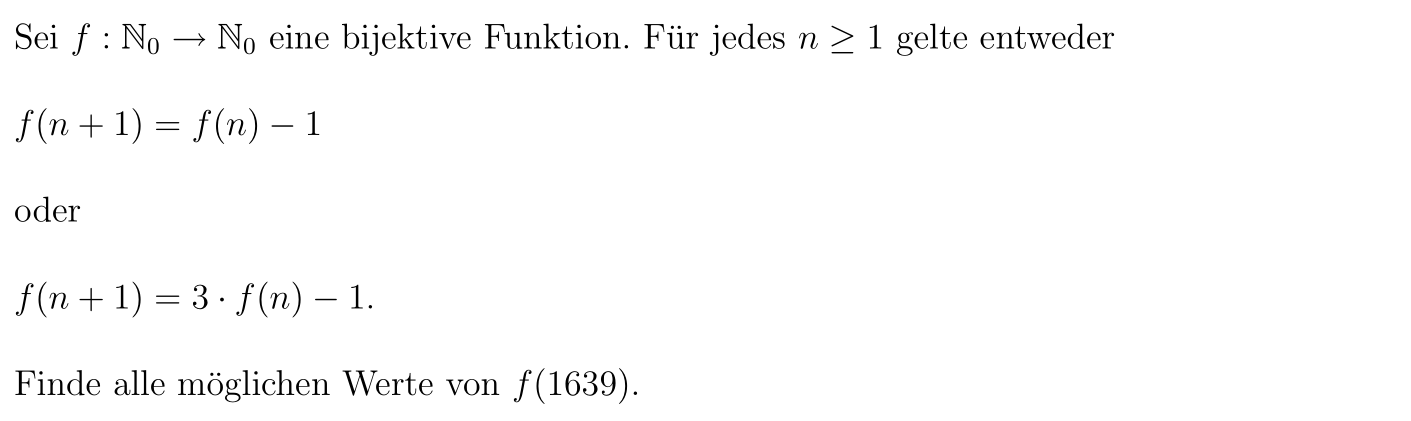 Sei f : ℕ₀ → ℕ₀ eine bijektive Funktion. Für jedes n ≥ 1 gelte entweder
f(n + 1) = f(n) − 1
oder
f(n + 1) = 3 · f(n) − 1.
Finde alle möglichen Werte von f(1639).